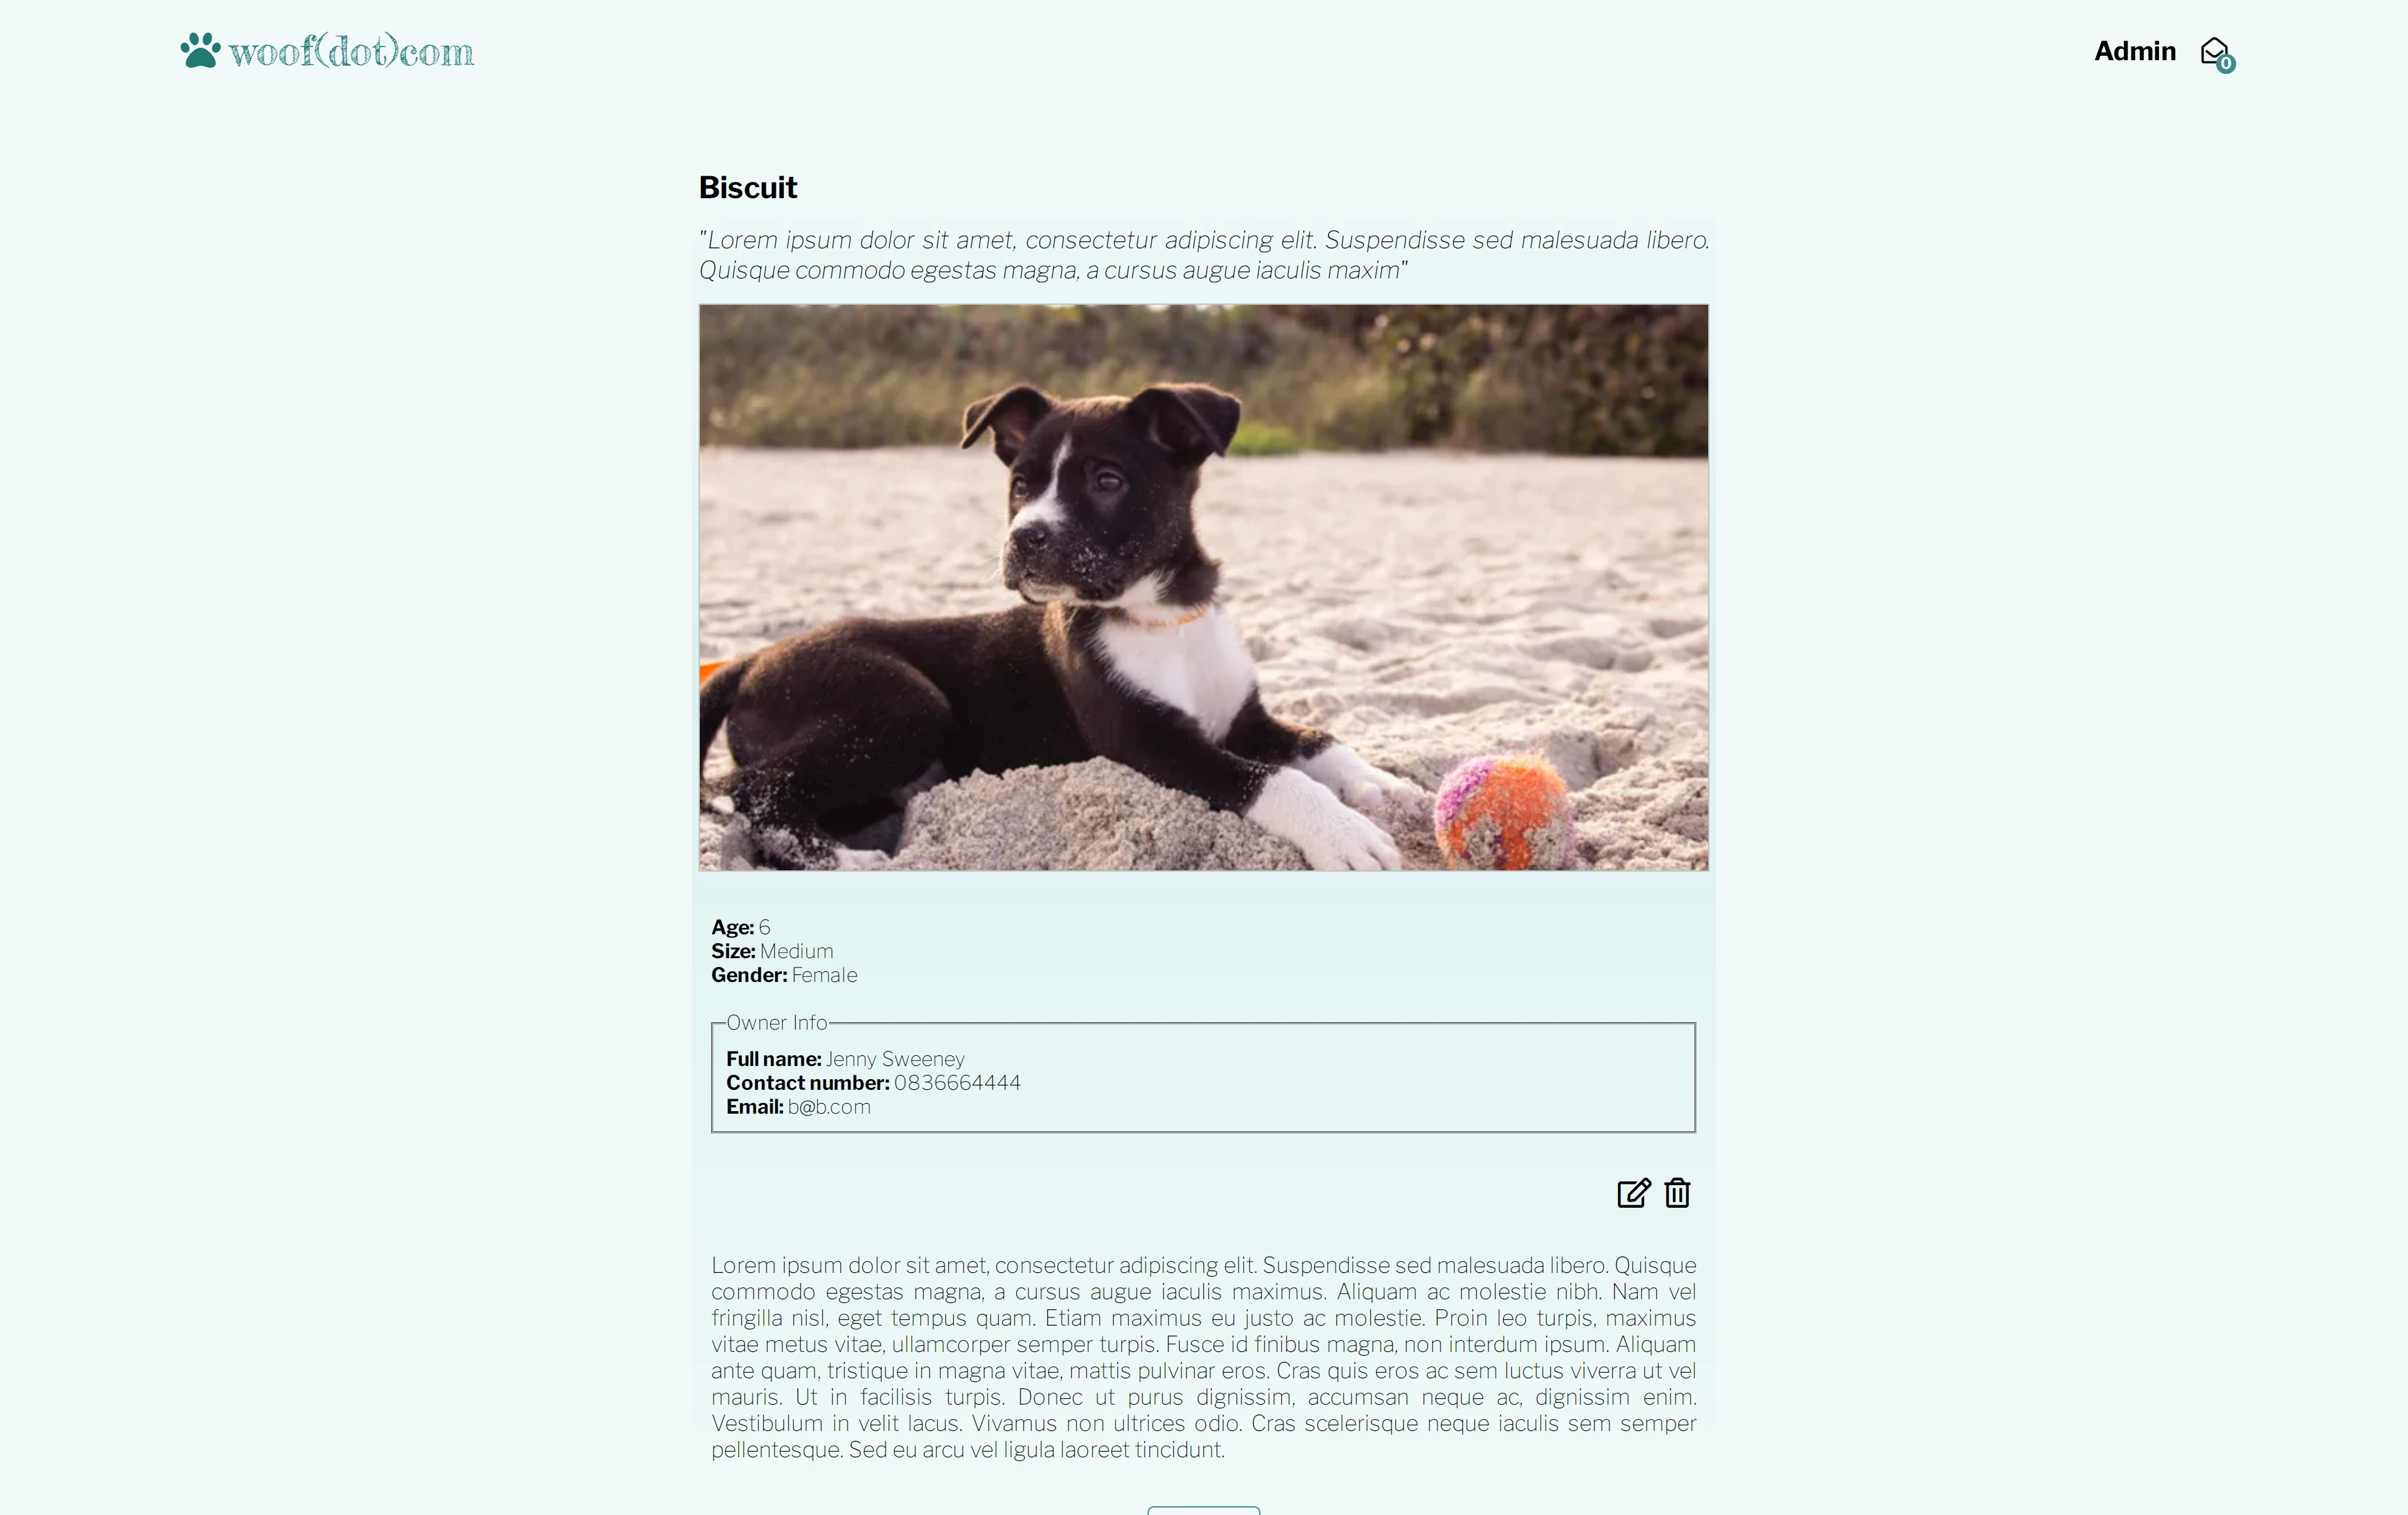 woof(dot)com
Admin
0
Biscuit
"Lorem ipsum dolor sit amet, consectetur adipiscing elit. Suspendisse sed malesuada libero.
Quisque commodo egestas magna, a cursus augue iaculis maxim"
Age: 6
Size: Medium
Gender: Female
Owner Info
Full name: Jenny Sweeney
Contact number: 0836664444
Email: b@b.com
Lorem ipsum dolor sit amet, consectetur adipiscing elit. Suspendisse sed malesuada libero. Quisque
commodo egestas magna, a cursus augue iaculis maximus. Aliquam ac molestie nibh. Nam vel
fringilla nisl, eget tempus quam. Etiam maximus eu justo ac molestie. Proin leo turpis, maximus
vitae metus vitae, ullamcorper semper turpis. Fusce id finibus magna, non interdum ipsum. Aliquam
ante quam, tristique in magna vitae, mattis pulvinar eros. Cras quis eros ac sem luctus viverra ut vel
mauris. Ut in facilisis turpis. Donec ut purus dignissim, accumsan neque ac, dignissim enim.
Vestibulum in velit lacus. Vivamus non ultrices odio. Cras scelerisque neque iaculis sem semper
pellentesque. Sed eu arcu vel ligula laoreet tincidunt.